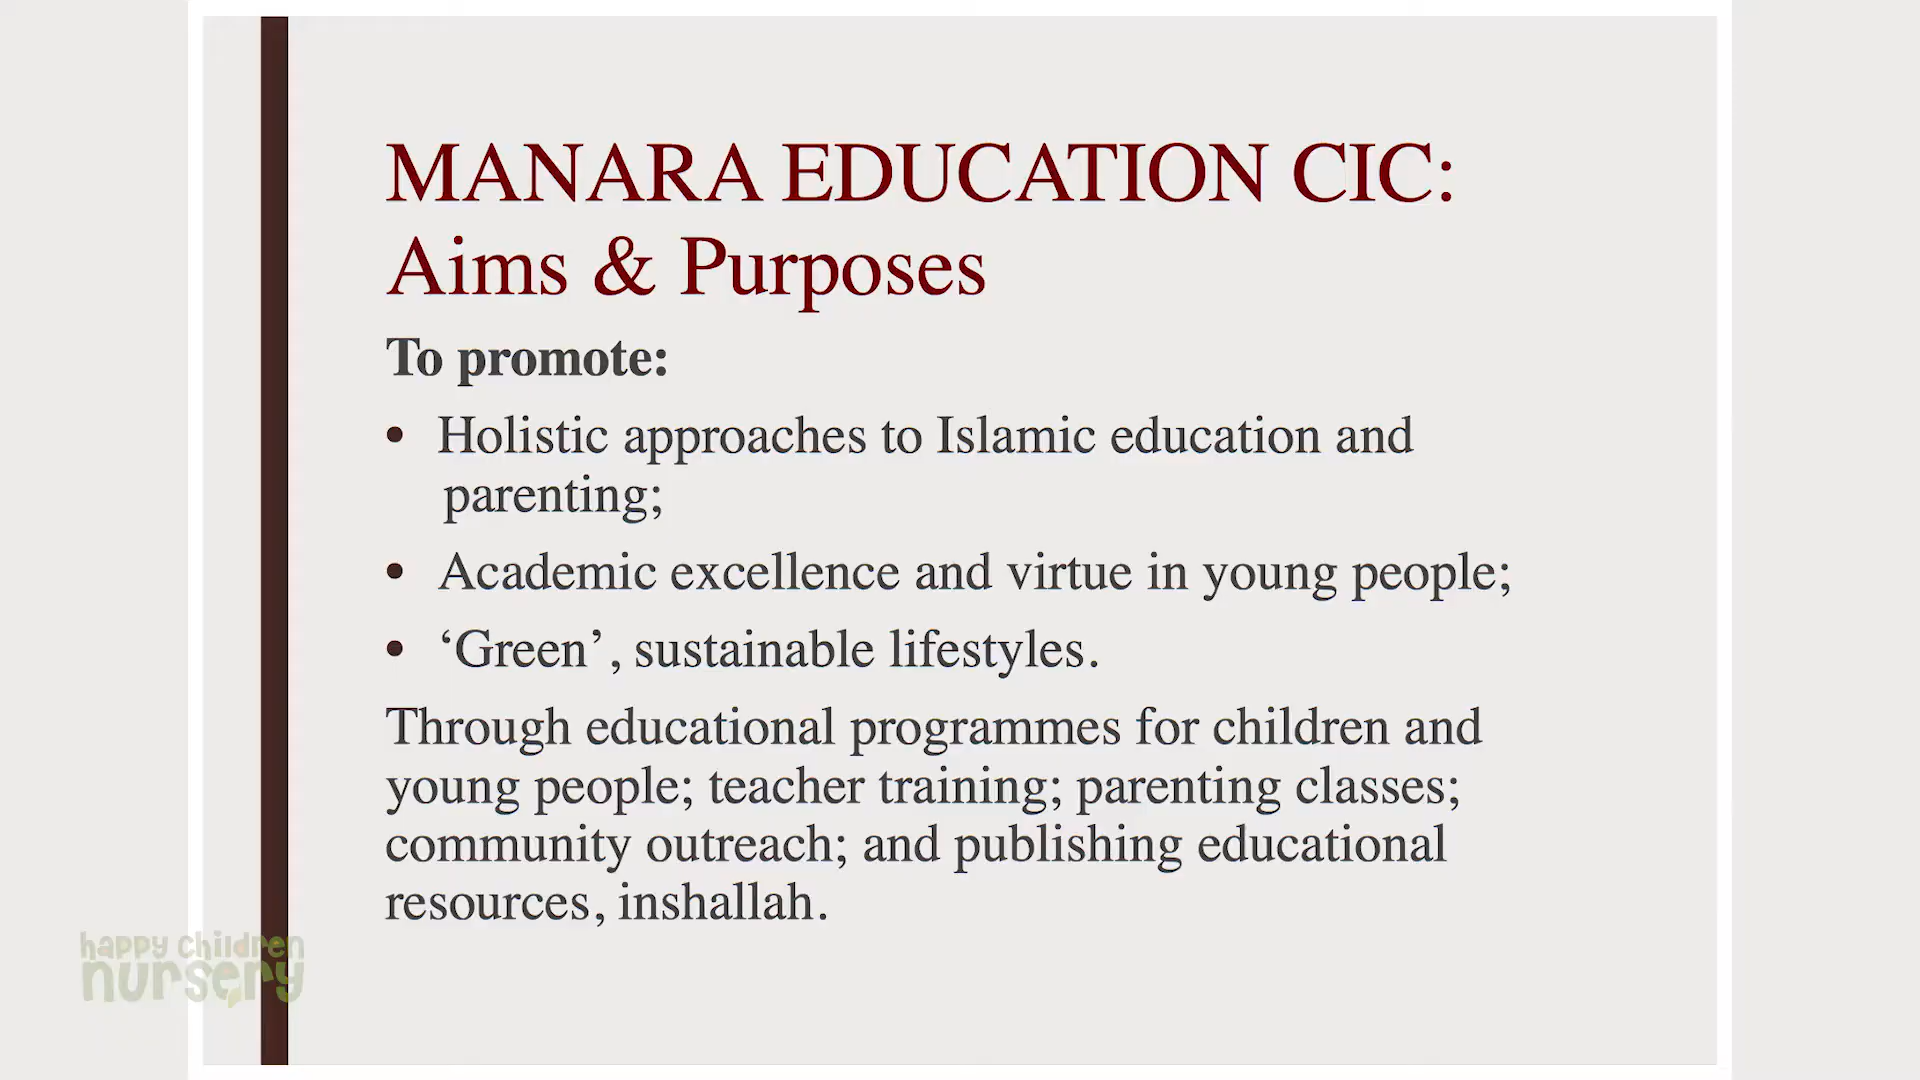 MANARA EDUCATION CIC:
Aims & Purposes
To promote:
• Holistic approaches to Islamic education and
parenting;
• Academic excellence and virtue in young people;
• ‘Green’, sustainable lifestyles.
Through educational programmes for children and
young people; teacher training; parenting classes;
community outreach; and publishing educational
resources, inshallah.
happy children
nursery